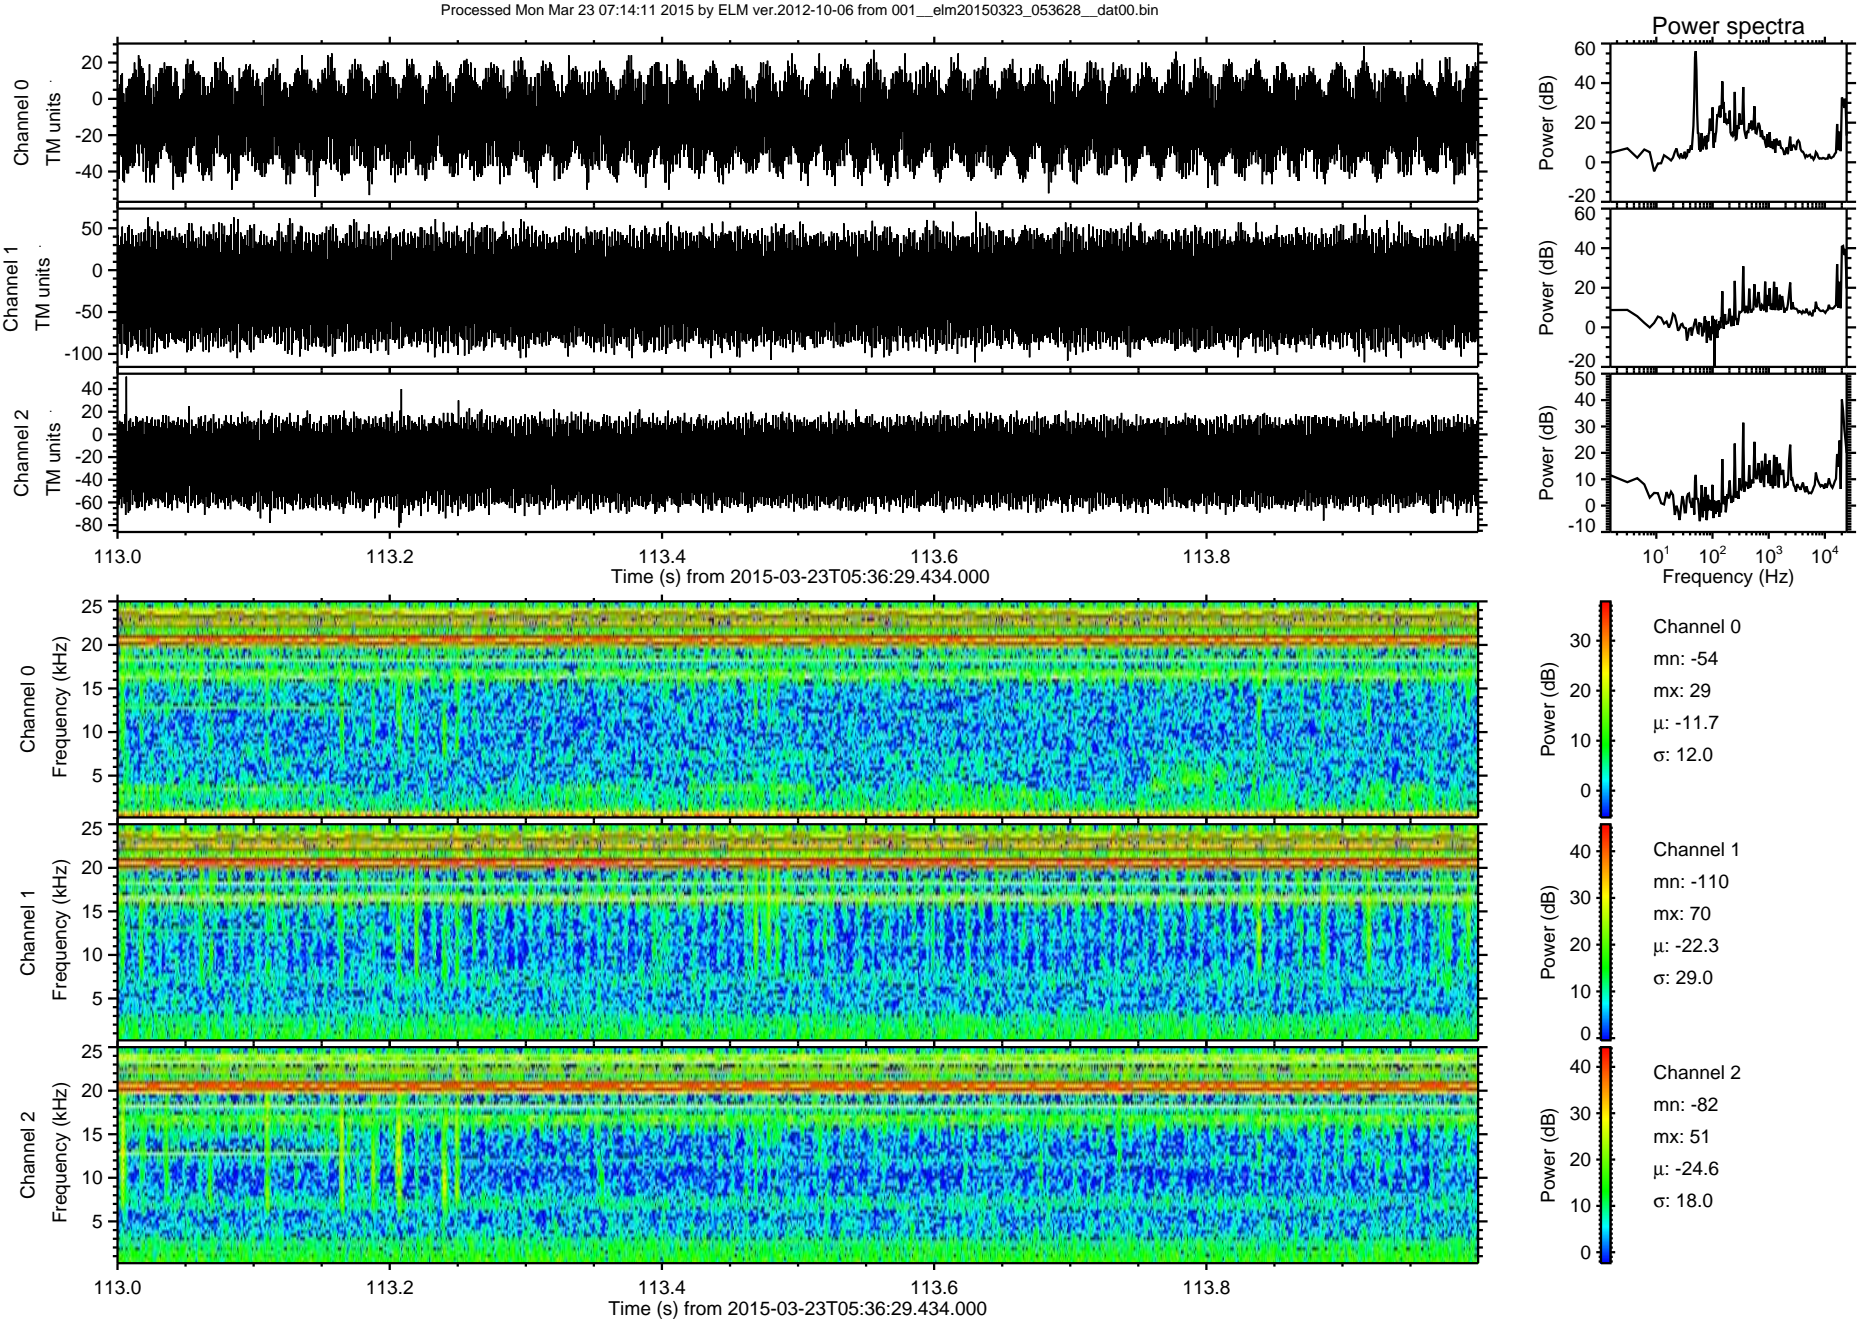 Processed Mon Mar 23 07:14:11 2015 by ELM ver.2012-10-06 from 001__elm20150323_053628__dat00.bin
Power spectra
Channel 0
TM units
20
0
-20
-40
Power (dB)
60
40
20
0
-20
Channel 1
TM units
50
0
-50
-100
Power (dB)
60
40
20
0
-20
Channel 2
TM units
40
20
0
-20
-40
-60
-80
Power (dB)
50
40
30
20
10
0
-10
113.0 113.2 113.4 113.6 113.8
Time (s) from 2015-03-23T05:36:29.434.000
10¹ 10² 10³ 10⁴
Frequency (Hz)
Channel 0
Frequency (kHz)
25
20
15
10
5
Power (dB)
30
20
10
0
Channel 0
mn: -54
mx: 29
µ: -11.7
σ: 12.0
Channel 1
Frequency (kHz)
25
20
15
10
5
Power (dB)
40
30
20
10
0
Channel 1
mn: -110
mx: 70
µ: -22.3
σ: 29.0
Channel 2
Frequency (kHz)
25
20
15
10
5
Power (dB)
40
30
20
10
0
Channel 2
mn: -82
mx: 51
µ: -24.6
σ: 18.0
113.0 113.2 113.4 113.6 113.8
Time (s) from 2015-03-23T05:36:29.434.000